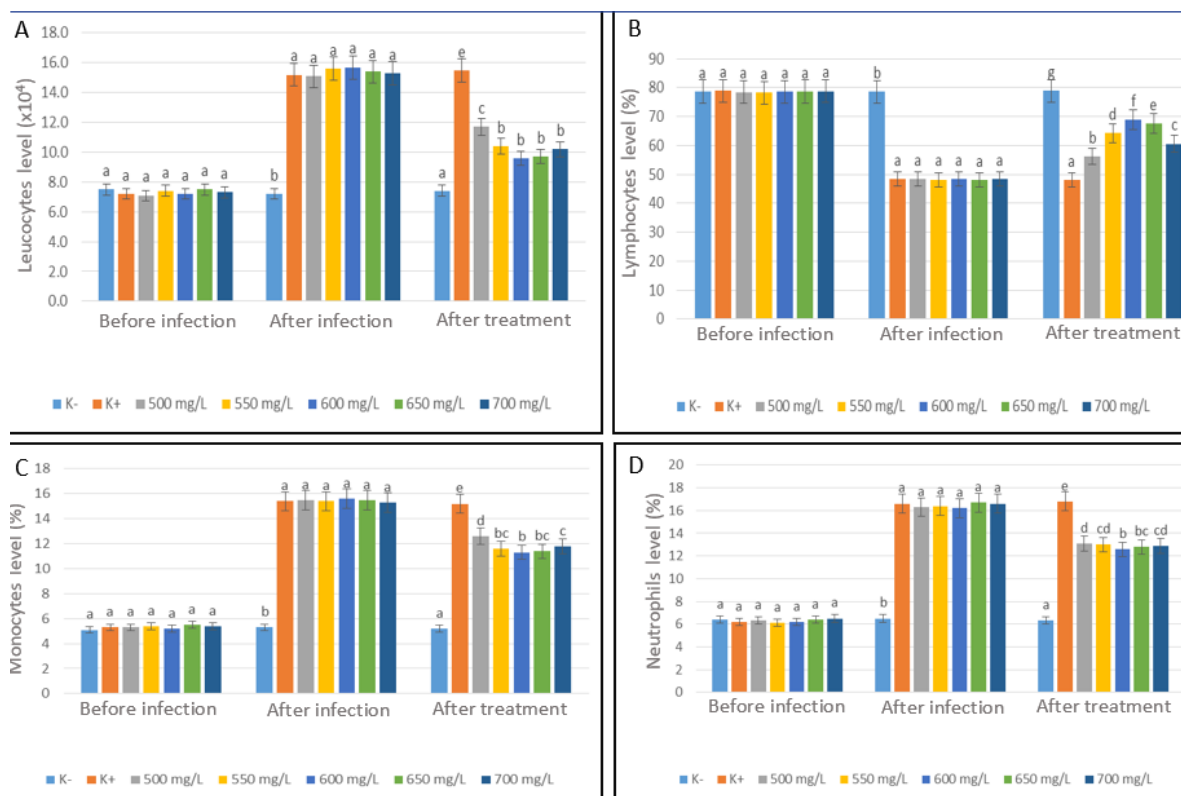 A
Leucocytes level (x10⁴)
18.0
16.0
14.0
12.0
10.0
8.0
6.0
4.0
2.0
0.0
a a a a a a a
b a a a a a a
a e c b b b b
Before infection After infection After treatment
K- K+ 500 mg/L 550 mg/L 600 mg/L 650 mg/L 700 mg/L
B
Lymphocytes level (%)
90
80
70
60
50
40
30
20
10
0
a a a a a a a
b a a a a a a
g a b d f e c
Before infection After infection After treatment
K- K+ 500 mg/L 550 mg/L 600 mg/L 650 mg/L 700 mg/L
C
Monocytes level (%)
18
16
14
12
10
8
6
4
2
0
a a a a a a a
b a a a a a a
a e d bc b bc c
Before infection After infection After treatment
K- K+ 500 mg/L 550 mg/L 600 mg/L 650 mg/L 700 mg/L
D
Neutrophils level (%)
20
18
16
14
12
10
8
6
4
2
0
a a a a a a a
b a a a a a a
a e d cd b bc cd
Before infection After infection After treatment
K- K+ 500 mg/L 550 mg/L 600 mg/L 650 mg/L 700 mg/L